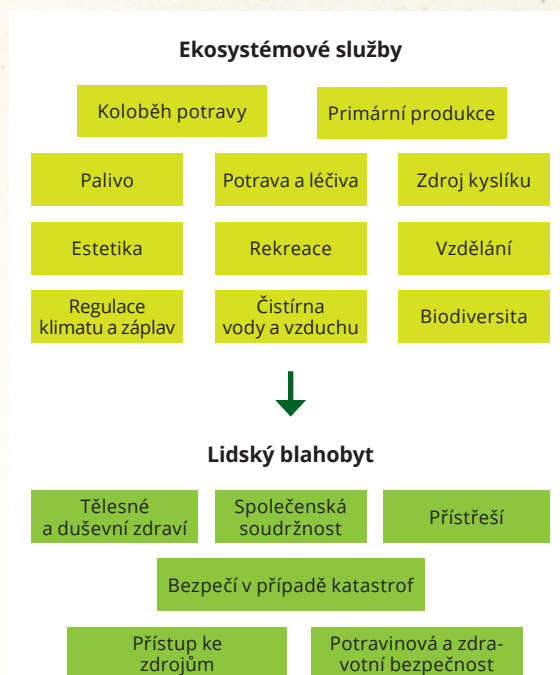 Ekosystémové služby
Koloběh potravy
Primární produkce
Palivo
Potrava a léčiva
Zdroj kyslíku
Estetika
Rekreace
Vzdělání
Regulace
klimatu a záplav
Čistírna
vody a vzduchu
Biodiversita
Lidský blahobyt
Tělesné
a duševní zdraví
Společenská
soudržnost
Přístřeší
Bezpečí v případě katastrof
Přístup ke
zdrojům
Potravinová a zdra-
votní bezpečnost